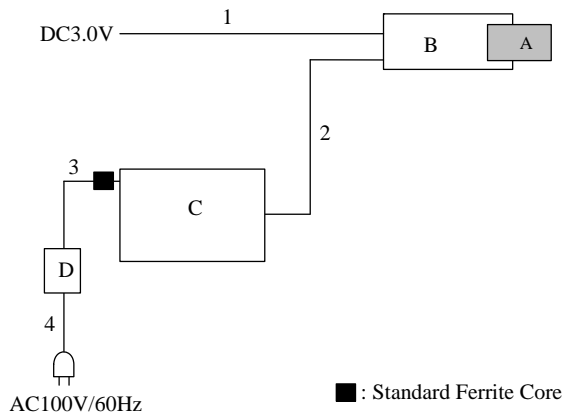 1
DC3.0V
B
A
2
3
C
D
4
AC100V/60Hz
: Standard Ferrite Core